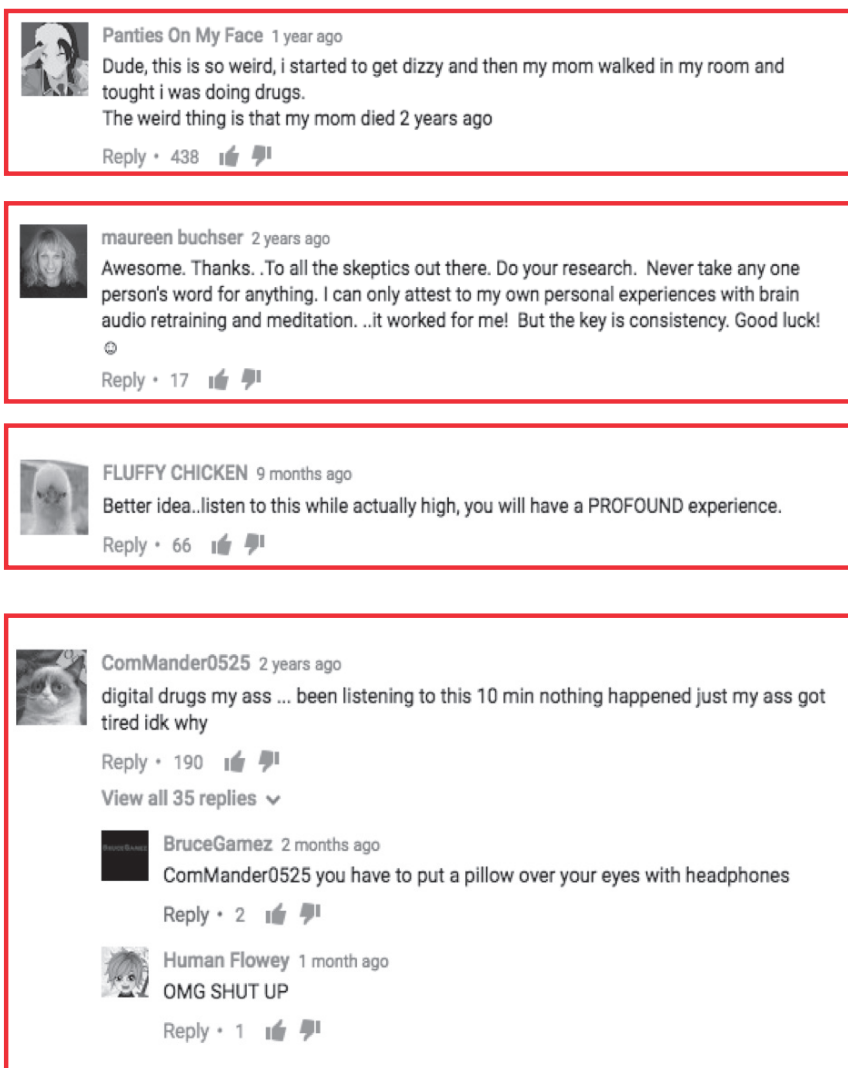 Panties On My Face 1 year ago
Dude, this is so weird, i started to get dizzy and then my mom walked in my room and
tought i was doing drugs.
The weird thing is that my mom died 2 years ago
Reply • 438
maureen buchser 2 years ago
Awesome. Thanks. .To all the skeptics out there. Do your research. Never take any one
person's word for anything. I can only attest to my own personal experiences with brain
audio retraining and meditation. ..it worked for me! But the key is consistency. Good luck!
☺
Reply • 17
FLUFFY CHICKEN 9 months ago
Better idea..listen to this while actually high, you will have a PROFOUND experience.
Reply • 66
ComMander0525 2 years ago
digital drugs my ass ... been listening to this 10 min nothing happened just my ass got
tired idk why
Reply • 190
View all 35 replies
BRUCEGAMEZ
BruceGamez 2 months ago
ComMander0525 you have to put a pillow over your eyes with headphones
Reply • 2
Human Flowey 1 month ago
OMG SHUT UP
Reply • 1